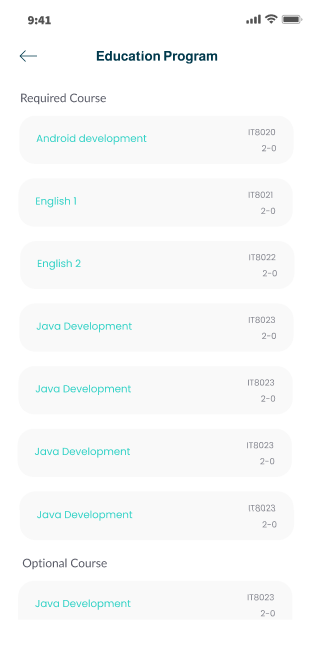 9:41
Education Program
Required Course
Android development IT8020
2-0
English 1 IT8021
2-0
English 2 IT8022
2-0
Java Development IT8023
2-0
Java Development IT8023
2-0
Java Development IT8023
2-0
Java Development IT8023
2-0
Optional Course
Java Development IT8023
2-0